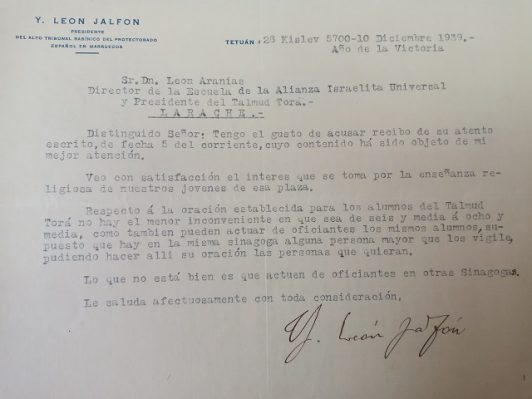 Y. LEON JALFON
PRESIDENTE
DEL ALTO TRIBUNAL RABÍNICO DEL PROTECTORADO
ESPAÑOL EN MARRUECOS
TETUÁN, 28 Kislev 5700-10 Diciembre 1939.-
Año de la Victoria
Sr. Dn. Leon Aranias
Director de la Escuela de la Alianza Israelita Universal
y Presidente del Talmud Torá.-
LARACHE.-
Distinguido Señor: Tengo el gusto de acusar recibo de su atento
escrito, de fecha 5 del corriente, cuyo contenido há sido objeto de mi
mejor atención.
Veo con satisfacción el interes que se toma por la enseñanza re-
ligiosa de nuestros jovenes de esa plaza.
Respecto á la oración establecida para los alumnos del Talmud
Torá no hay el menor inconveniente en que sea de seis y media á ocho y
media, como tambien pueden actuar de oficiantes los mismos alumnos, su-
puesto que hay en la misma sinagoga alguna persona mayor que los vigile,
pudiendo hacer alli su oración las personas que quieran.
Lo que no está bien es que actuen de oficiantes en otras Sinagogas.
Le saluda afectuosamente con toda consideración,
Y. León Jalfón